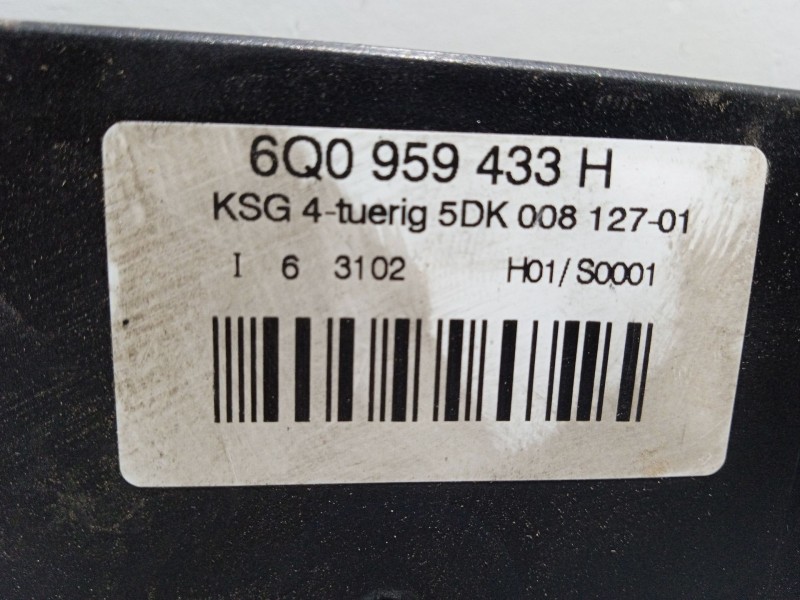 6Q0 959 433 H
KSG 4-tuerig 5DK 008 127-01
I 6 3102 H01/ S0001